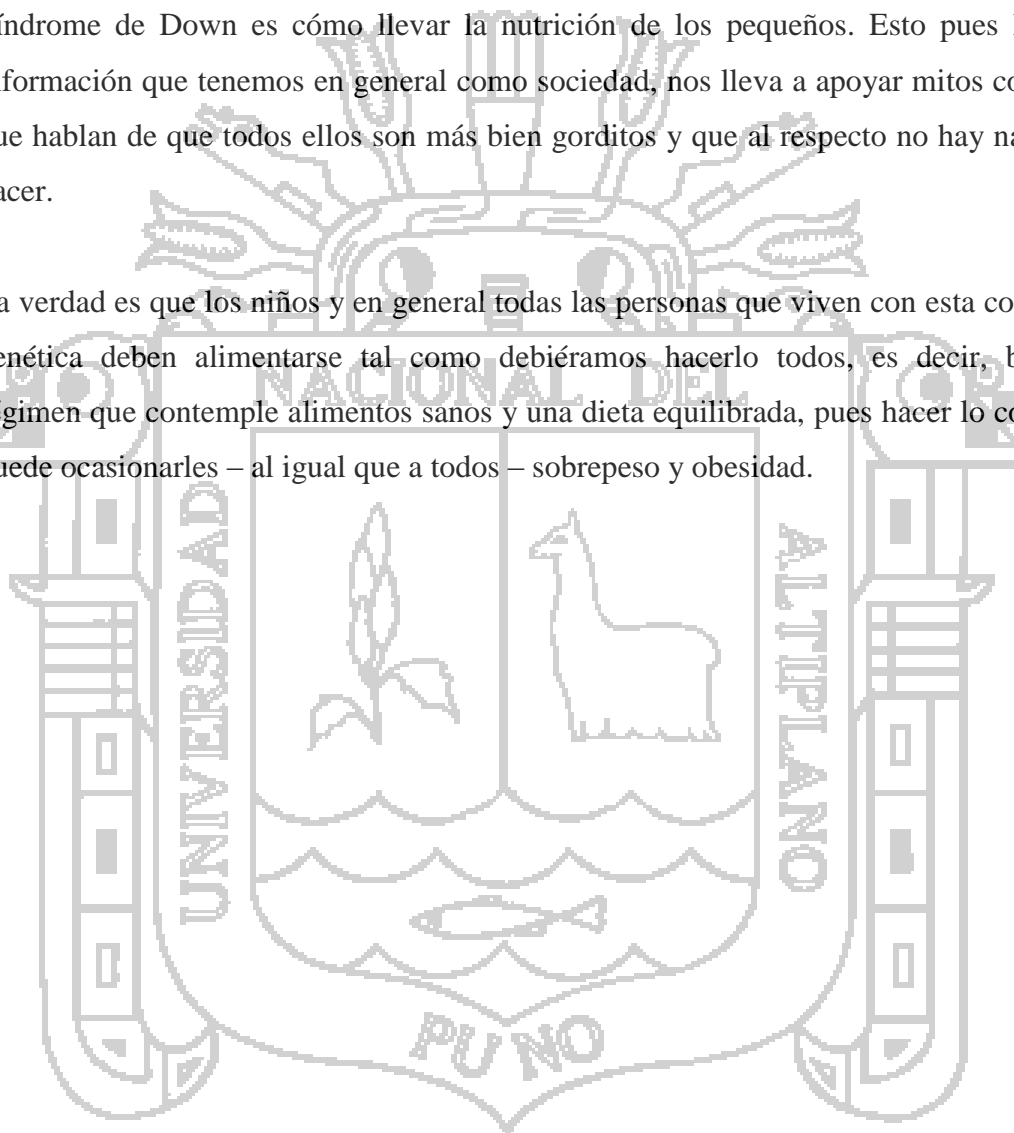 índrome de Down es cómo llevar la nutrición de los pequeños. Esto pues
formación que tenemos en general como sociedad, nos lleva a apoyar mitos co
ue hablan de que todos ellos son más bien gorditos y que al respecto no hay na
acer.
a verdad es que los niños y en general todas las personas que viven con esta co
enética deben alimentarse tal como debiéramos hacerlo todos, es decir, b
égimen que contemple alimentos sanos y una dieta equilibrada, pues hacer lo co
uede ocasionarles – al igual que a todos – sobrepeso y obesidad.
NACIONAL DEL
UNIVERSIDAD
ALTIPLANO
PUNO